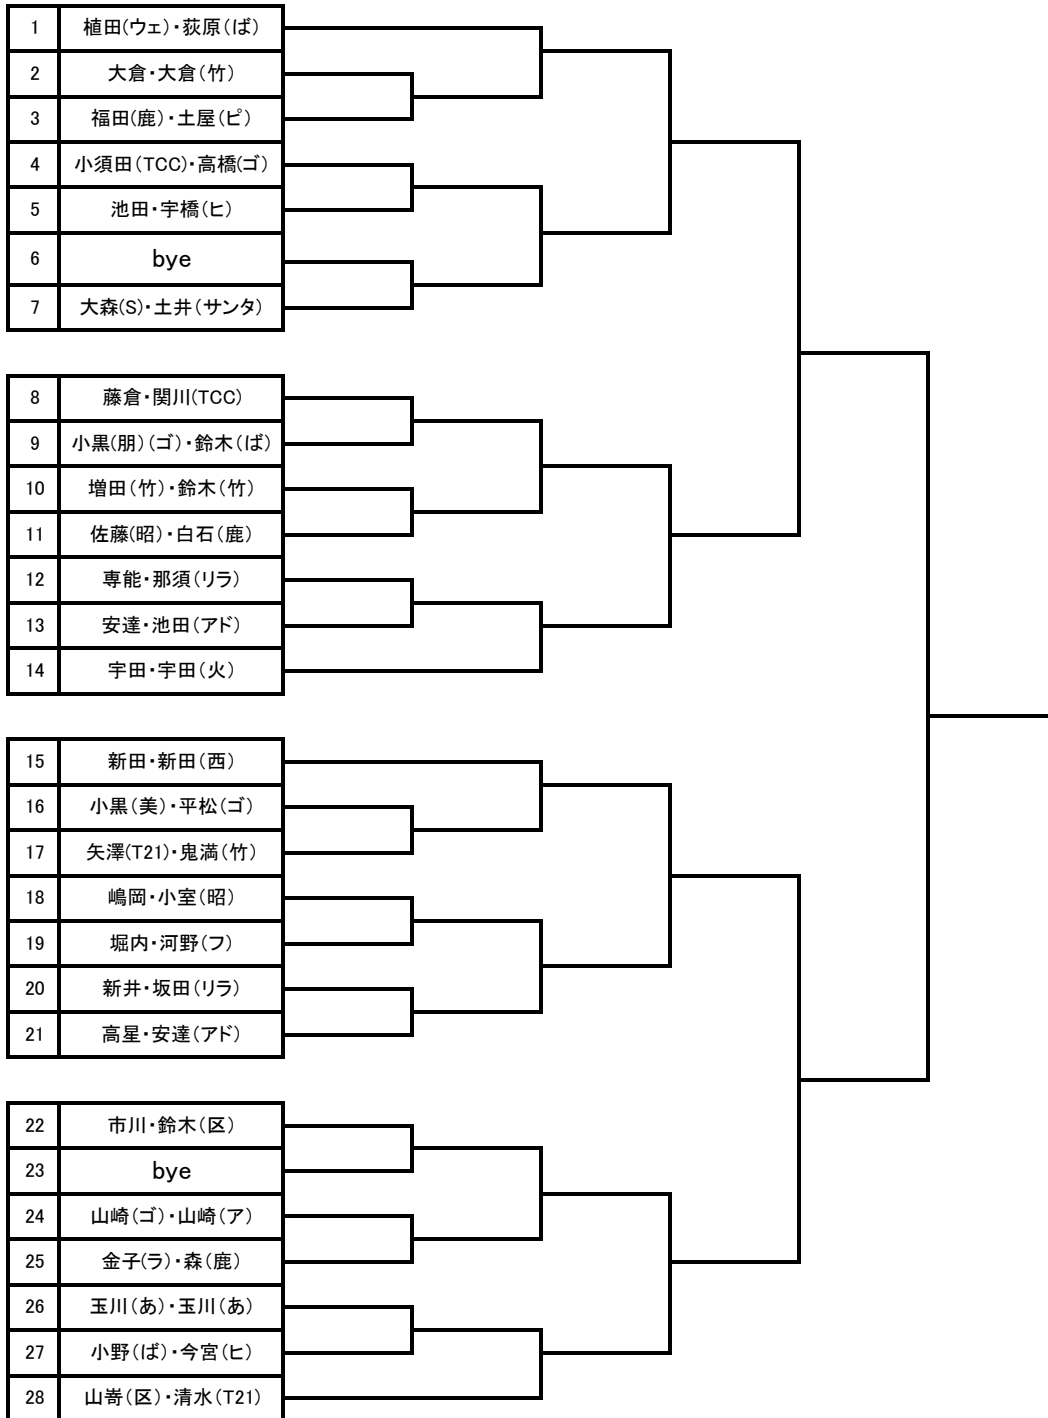 1 植田(ウェ)・荻原(ば)
2 大倉・大倉(竹)
3 福田(鹿)・土屋(ピ)
4 小須田(TCC)・高橋(ゴ)
5 池田・宇橋(ヒ)
6 bye
7 大森(S)・土井(サンタ)
8 藤倉・関川(TCC)
9 小黒(朋)(ゴ)・鈴木(ば)
10 増田(竹)・鈴木(竹)
11 佐藤(昭)・白石(鹿)
12 専能・那須(リラ)
13 安達・池田(アド)
14 宇田・宇田(火)
15 新田・新田(西)
16 小黒(美)・平松(ゴ)
17 矢澤(T21)・鬼満(竹)
18 嶋岡・小室(昭)
19 堀内・河野(フ)
20 新井・坂田(リラ)
21 高星・安達(アド)
22 市川・鈴木(区)
23 bye
24 山崎(ゴ)・山崎(ア)
25 金子(ラ)・森(鹿)
26 玉川(あ)・玉川(あ)
27 小野(ば)・今宮(ヒ)
28 山嵜(区)・清水(T21)